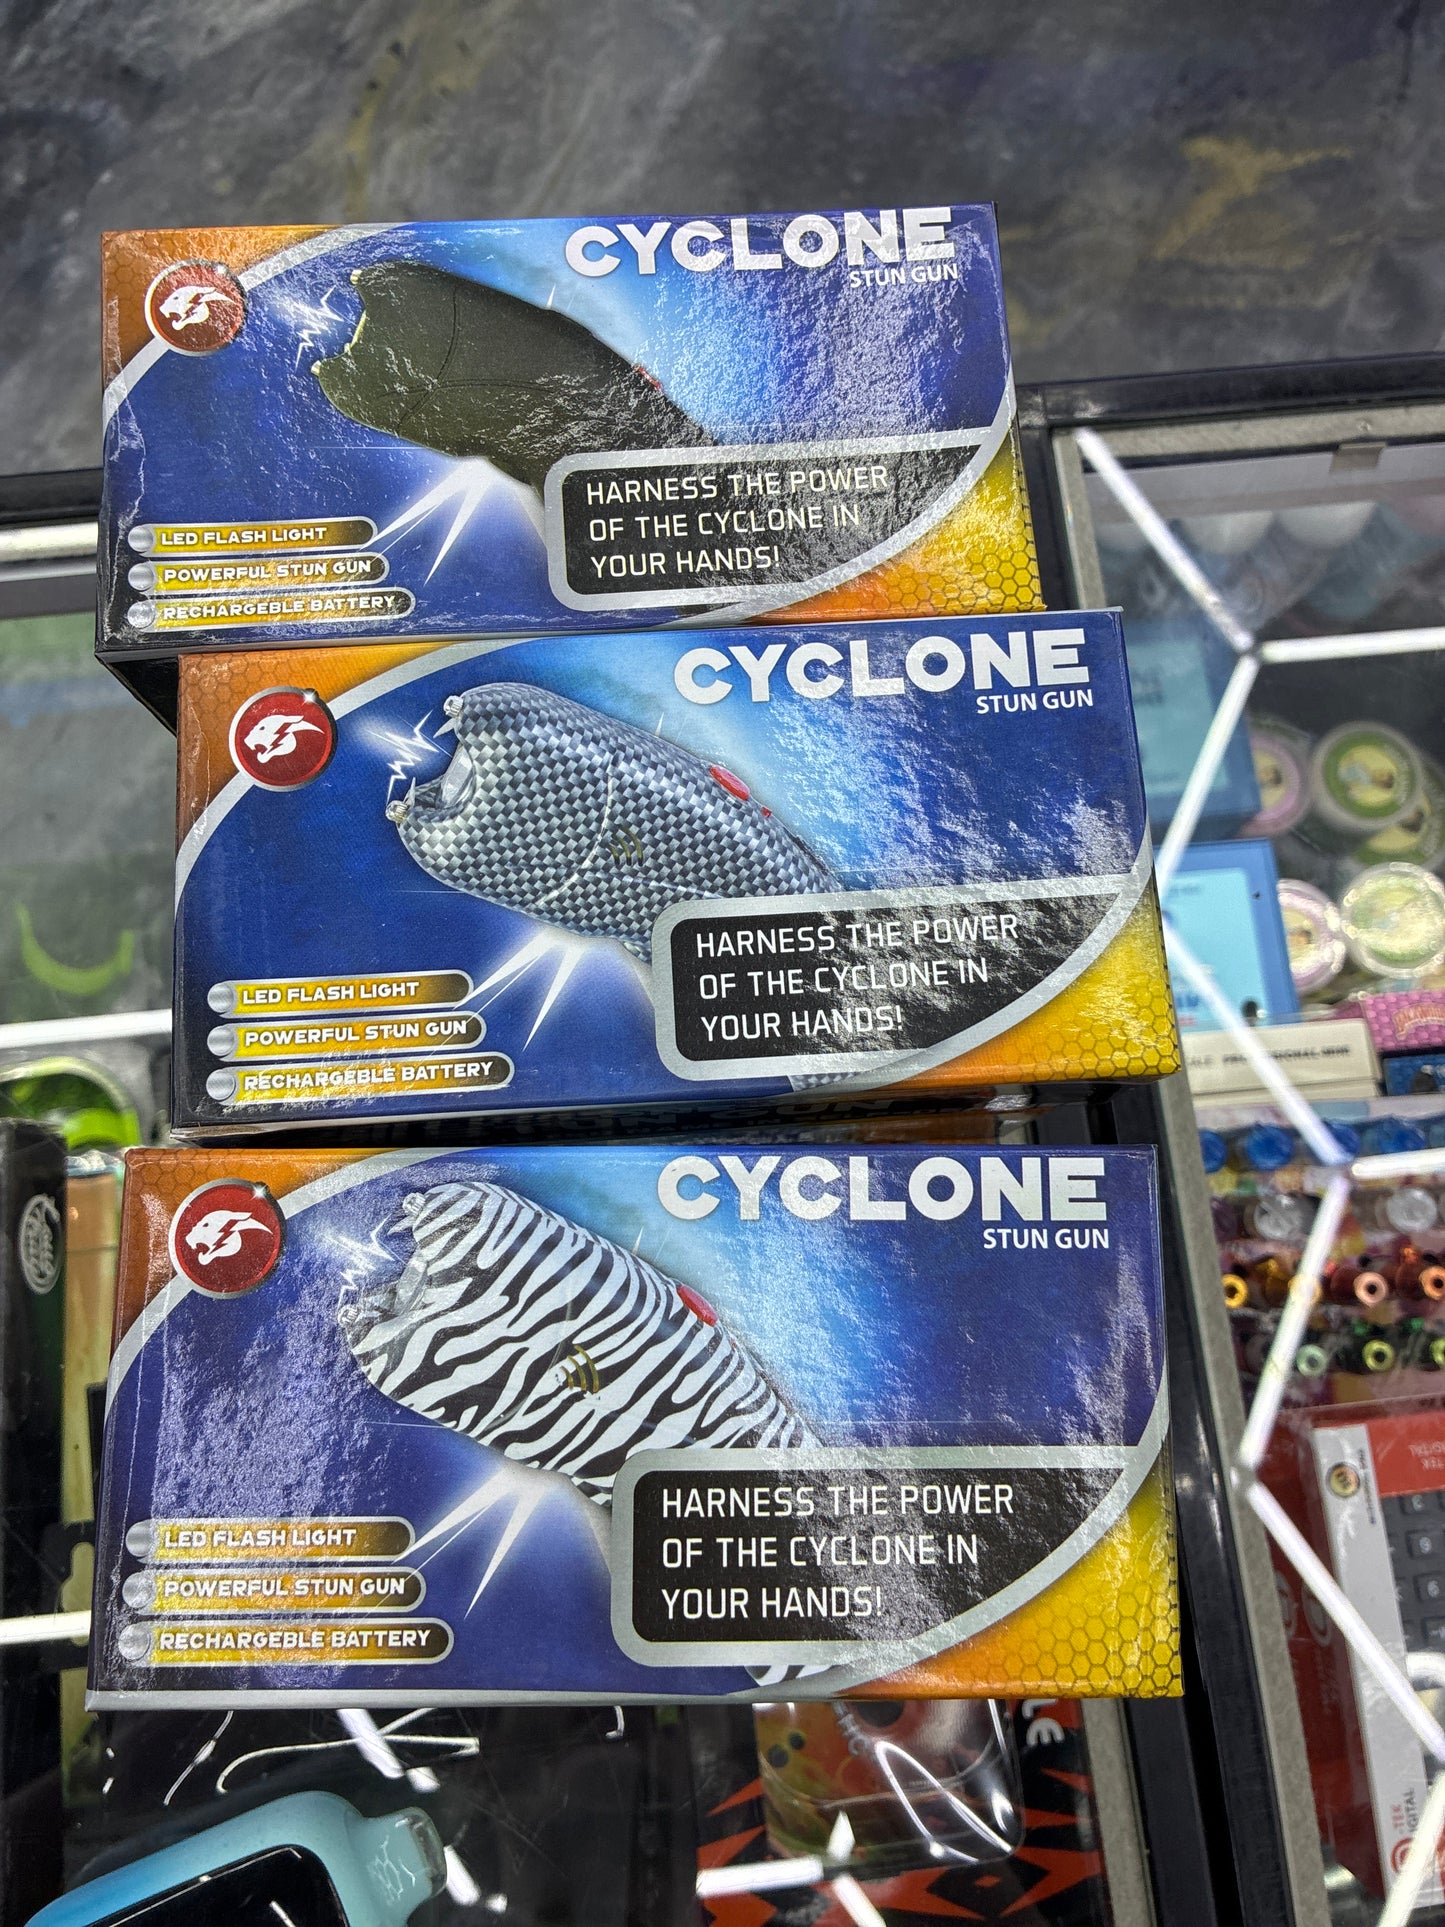 CYCLONE
STUN GUN
HARNESS THE POWER
OF THE CYCLONE IN
YOUR HANDS!
LED FLASH LIGHT
POWERFUL STUN GUN
RECHARGEBLE BATTERY
CYCLONE
STUN GUN
HARNESS THE POWER
OF THE CYCLONE IN
YOUR HANDS!
LED FLASH LIGHT
POWERFUL STUN GUN
RECHARGEBLE BATTERY
CYCLONE
STUN GUN
HARNESS THE POWER
OF THE CYCLONE IN
YOUR HANDS!
LED FLASH LIGHT
POWERFUL STUN GUN
RECHARGEBLE BATTERY